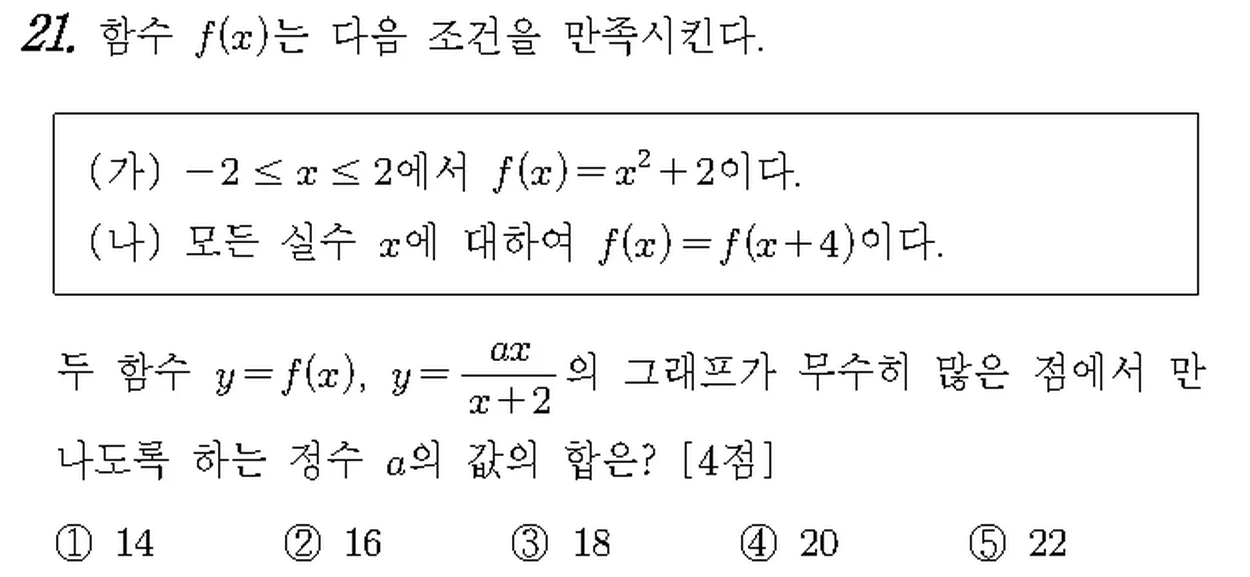 21. 함수 f(x)는 다음 조건을 만족시킨다.
(가) -2 ≤ x ≤ 2에서 f(x)=x²+2이다.
(나) 모든 실수 x에 대하여 f(x)=f(x+4)이다.
두 함수 y=f(x), y=ax/(x+2)의 그래프가 무수히 많은 점에서 만
나도록 하는 정수 a의 값의 합은? [4점]
① 14 ② 16 ③ 18 ④ 20 ⑤ 22